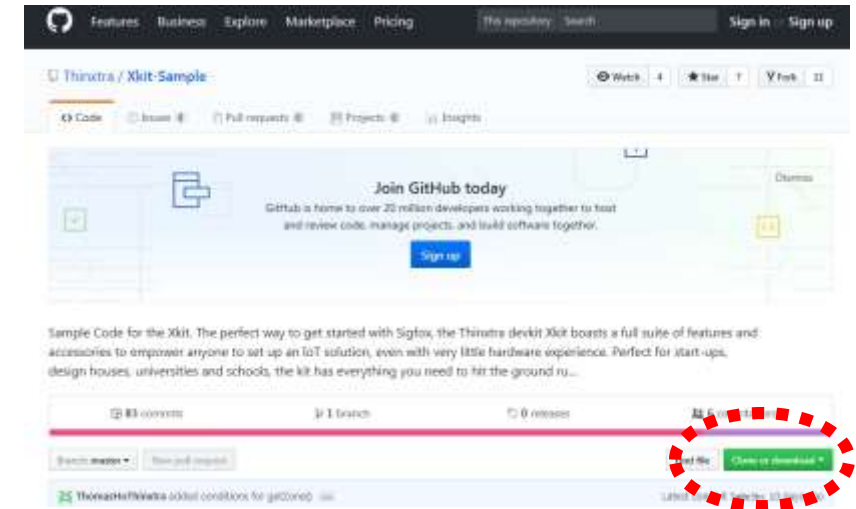 Features Business Explore Marketplace Pricing This repository Search Sign in Sign up
Thinxtra / Xkit-Sample Watch 4 Star 7 Fork
Code Issues Pull requests Projects Insights
Join GitHub today
Dismiss
GitHub is home to over 20 million developers working together to host
and review code, manage projects, and build software together.
Sign up
Sample Code for the Xkit. The perfect way to get started with Sigfox, the Thinxtra devkit Xkit boasts a full suite of features and
accessories to empower anyone to set up an IoT solution, even with very little hardware experience. Perfect for start-ups,
design houses, universities and schools, the kit has everything you need to hit the ground ru...
83 commits 1 branch 0 releases
Branch: master New pull request Find file Clone or download
ThomasHoThinxtra added conditions for getZone()